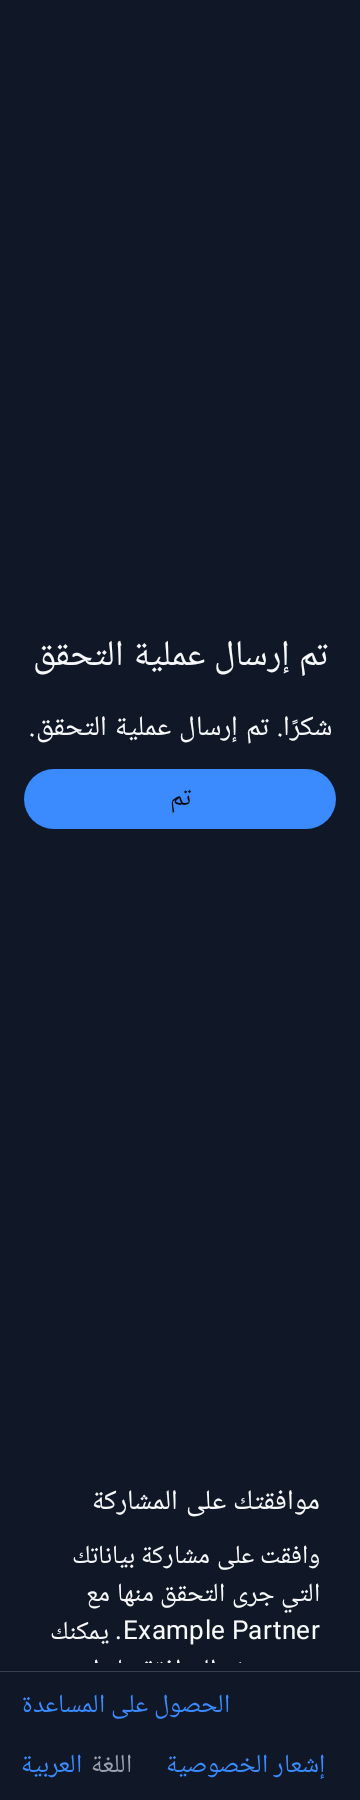 تم إرسال عملية التحقق
شكرًا. تم إرسال عملية التحقق.
تم
موافقتك على المشاركة
وافقت على مشاركة بياناتك
التي جرى التحقق منها مع
Example Partner. يمكنك
الحصول على المساعدة
إشعار الخصوصية
اللغة العربية